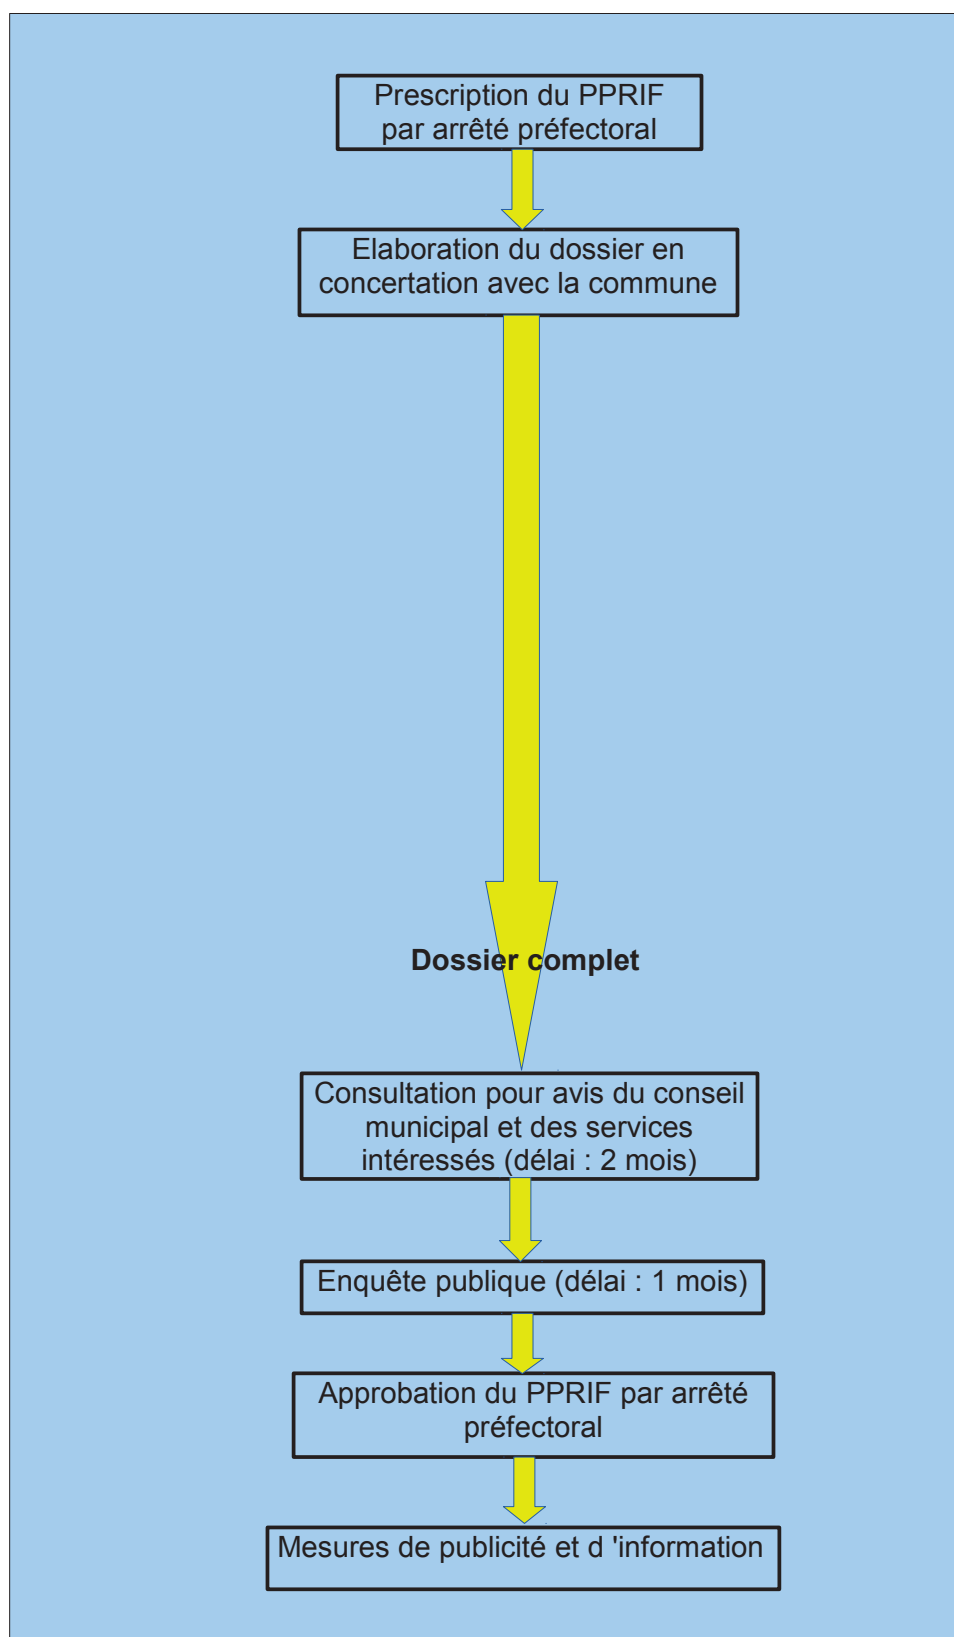 Prescription du PPRIF
par arrêté préfectoral
Elaboration du dossier en
concertation avec la commune
Dossier complet
Consultation pour avis du conseil
municipal et des services
intéressés (délai : 2 mois)
Enquête publique (délai : 1 mois)
Approbation du PPRIF par arrêté
préfectoral
Mesures de publicité et d 'information